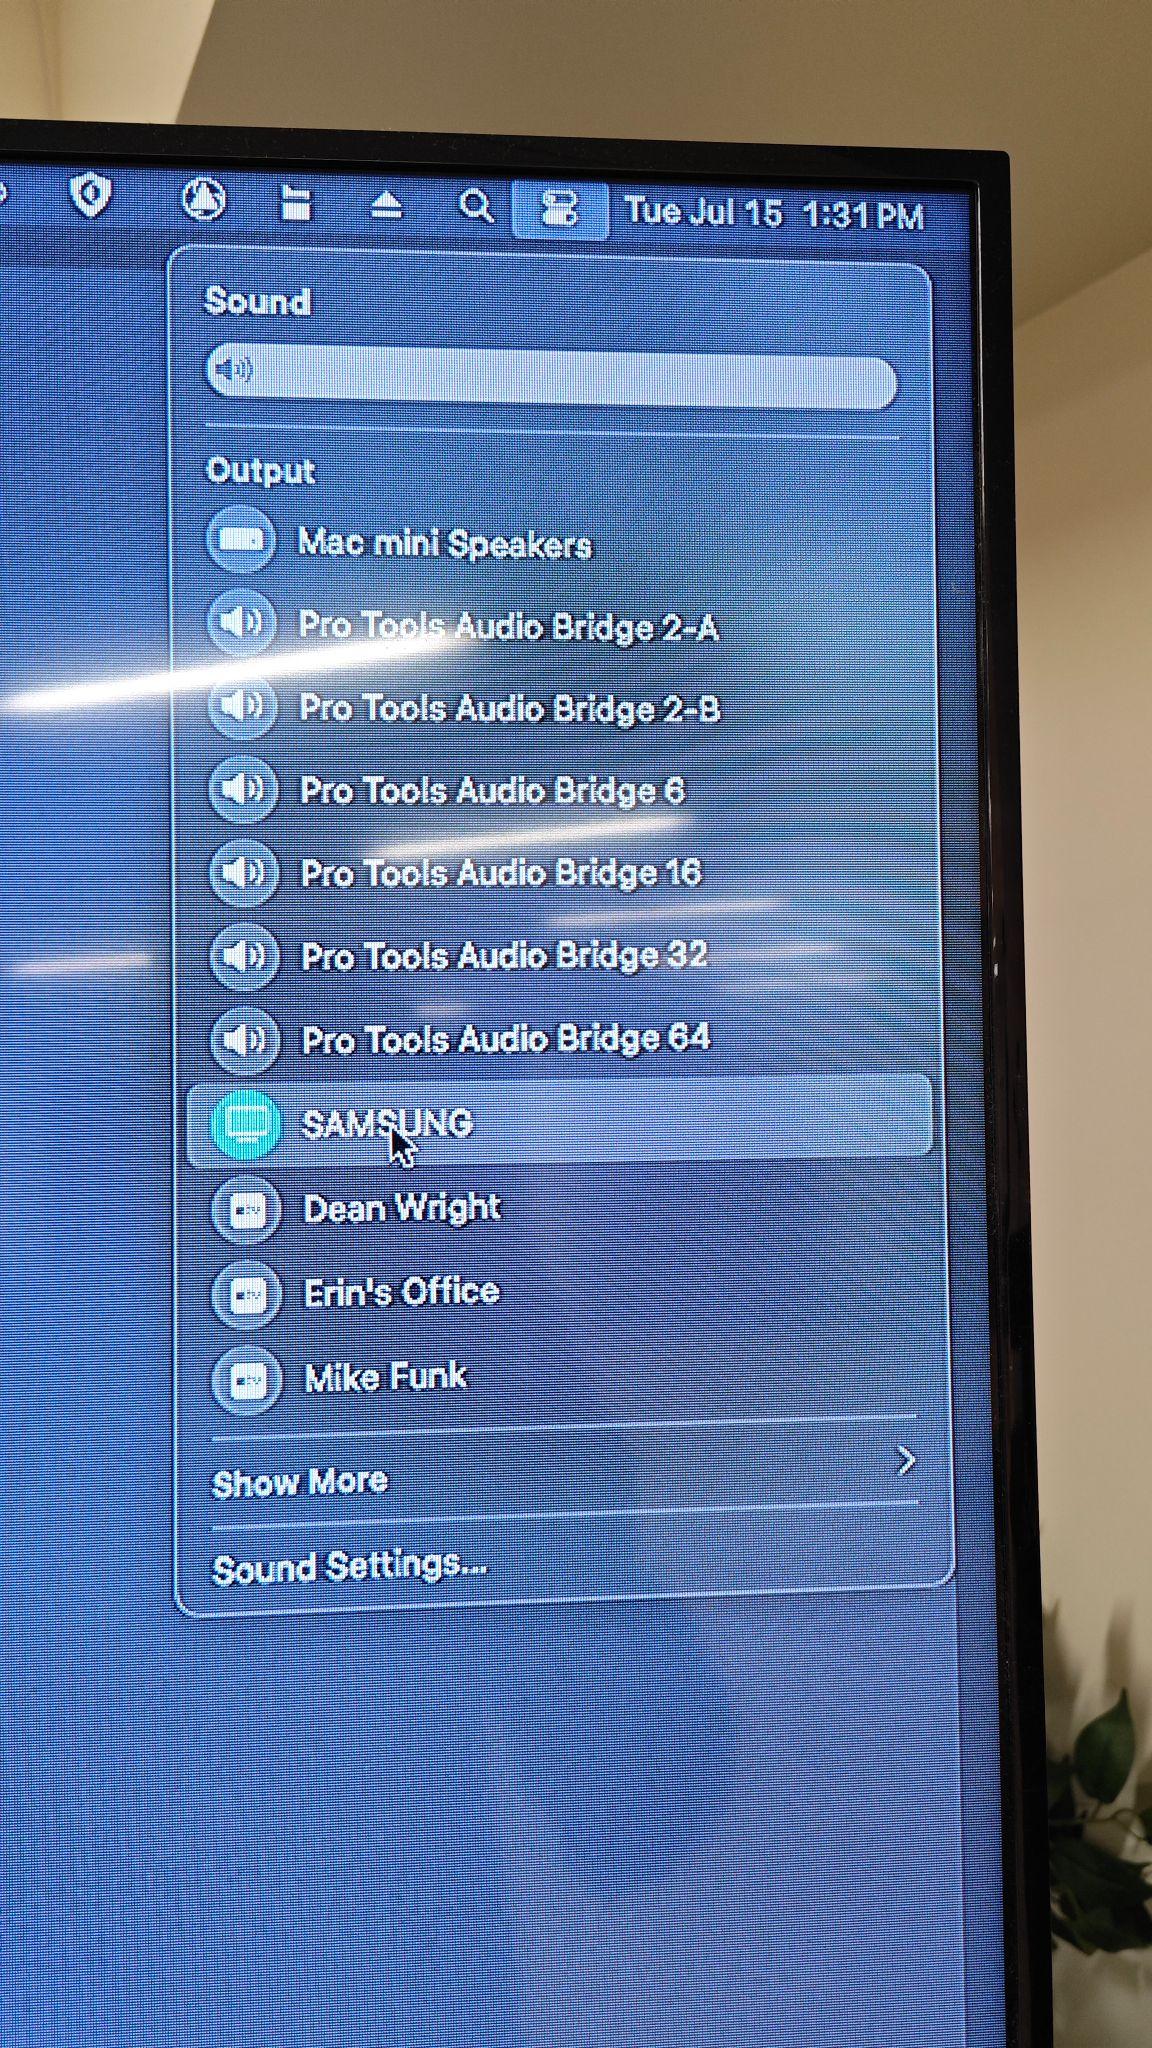 Tue Jul 15 1:31 PM
Sound
Output
Mac mini Speakers
Pro Tools Audio Bridge 2-A
Pro Tools Audio Bridge 2-B
Pro Tools Audio Bridge 6
Pro Tools Audio Bridge 16
Pro Tools Audio Bridge 32
Pro Tools Audio Bridge 64
SAMSUNG
Dean Wright
Erin's Office
Mike Funk
Show More
Sound Settings...